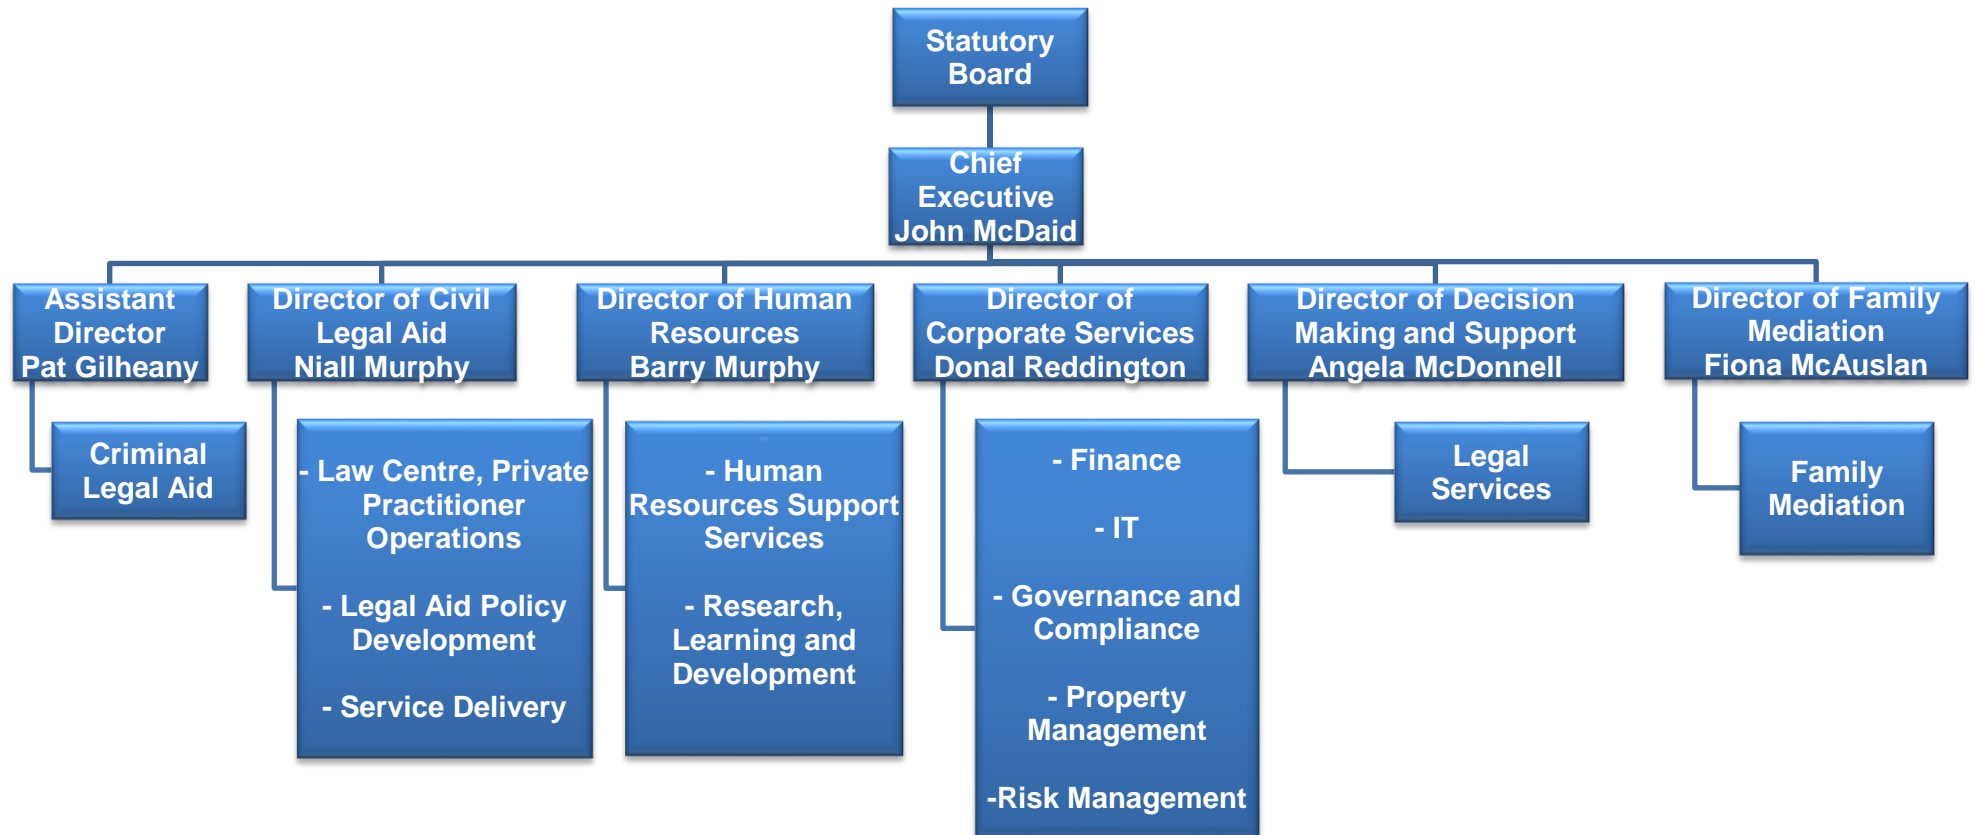 Statutory
Board
Chief
Executive
John McDaid
Assistant
Director
Pat Gilheany
Director of Civil
Legal Aid
Niall Murphy
Director of Human
Resources
Barry Murphy
Director of
Corporate Services
Donal Reddington
Director of Decision
Making and Support
Angela McDonnell
Director of Family
Mediation
Fiona McAuslan
Criminal
Legal Aid
- Law Centre, Private
Practitioner
Operations
- Legal Aid Policy
Development
- Service Delivery
-
- Human
Resources Support
Services
- Research,
Learning and
Development
- Finance
- IT
- Governance and
Compliance
- Property
Management
-Risk Management
Legal
Services
Family
Mediation